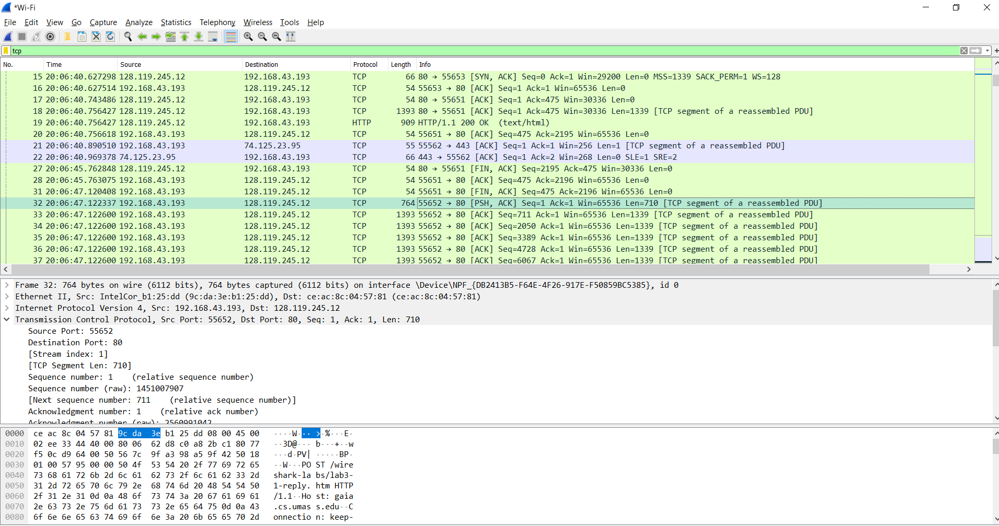 *Wi-Fi
File Edit View Go Capture Analyze Statistics Telephony Wireless Tools Help
tcp
No. Time Source Destination Protocol Length Info
15 20:06:40.627298 128.119.245.12 192.168.43.193 TCP 66 80 → 55653 [SYN, ACK] Seq=0 Ack=1 Win=29200 Len=0 MSS=1339 SACK_PERM=1 WS=128
16 20:06:40.627514 192.168.43.193 128.119.245.12 TCP 54 55653 → 80 [ACK] Seq=1 Ack=1 Win=65536 Len=0
17 20:06:40.743486 128.119.245.12 192.168.43.193 TCP 54 80 → 55651 [ACK] Seq=1 Ack=475 Win=30336 Len=0
18 20:06:40.756427 128.119.245.12 192.168.43.193 TCP 1393 80 → 55651 [ACK] Seq=1 Ack=475 Win=30336 Len=1339 [TCP segment of a reassembled PDU]
19 20:06:40.756427 128.119.245.12 192.168.43.193 HTTP 909 HTTP/1.1 200 OK (text/html)
20 20:06:40.756618 192.168.43.193 128.119.245.12 TCP 54 55651 → 80 [ACK] Seq=475 Ack=2195 Win=65536 Len=0
21 20:06:40.890510 192.168.43.193 74.125.23.95 TCP 55 55562 → 443 [ACK] Seq=1 Ack=1 Win=256 Len=1 [TCP segment of a reassembled PDU]
22 20:06:40.969378 74.125.23.95 192.168.43.193 TCP 66 443 → 55562 [ACK] Seq=1 Ack=2 Win=268 Len=0 SLE=1 SRE=2
27 20:06:45.762848 128.119.245.12 192.168.43.193 TCP 54 80 → 55651 [FIN, ACK] Seq=2195 Ack=475 Win=30336 Len=0
28 20:06:45.763075 192.168.43.193 128.119.245.12 TCP 54 55651 → 80 [ACK] Seq=475 Ack=2196 Win=65536 Len=0
31 20:06:47.120408 192.168.43.193 128.119.245.12 TCP 54 55651 → 80 [FIN, ACK] Seq=475 Ack=2196 Win=65536 Len=0
32 20:06:47.122337 192.168.43.193 128.119.245.12 TCP 764 55652 → 80 [PSH, ACK] Seq=1 Ack=1 Win=65536 Len=710 [TCP segment of a reassembled PDU]
33 20:06:47.122600 192.168.43.193 128.119.245.12 TCP 1393 55652 → 80 [ACK] Seq=711 Ack=1 Win=65536 Len=1339 [TCP segment of a reassembled PDU]
34 20:06:47.122600 192.168.43.193 128.119.245.12 TCP 1393 55652 → 80 [ACK] Seq=2050 Ack=1 Win=65536 Len=1339 [TCP segment of a reassembled PDU]
35 20:06:47.122600 192.168.43.193 128.119.245.12 TCP 1393 55652 → 80 [ACK] Seq=3389 Ack=1 Win=65536 Len=1339 [TCP segment of a reassembled PDU]
36 20:06:47.122600 192.168.43.193 128.119.245.12 TCP 1393 55652 → 80 [ACK] Seq=4728 Ack=1 Win=65536 Len=1339 [TCP segment of a reassembled PDU]
37 20:06:47.122600 192.168.43.193 128.119.245.12 TCP 1393 55652 → 80 [ACK] Seq=6067 Ack=1 Win=65536 Len=1339 [TCP segment of a reassembled PDU]
Frame 32: 764 bytes on wire (6112 bits), 764 bytes captured (6112 bits) on interface \Device\NPF_{DB2413B5-F64E-4F26-917E-F50859BC5385}, id 0
Ethernet II, Src: IntelCor_b1:25:dd (9c:da:3e:b1:25:dd), Dst: ce:ac:8c:04:57:81 (ce:ac:8c:04:57:81)
Internet Protocol Version 4, Src: 192.168.43.193, Dst: 128.119.245.12
Transmission Control Protocol, Src Port: 55652, Dst Port: 80, Seq: 1, Ack: 1, Len: 710
Source Port: 55652
Destination Port: 80
[Stream index: 1]
[TCP Segment Len: 710]
Sequence number: 1 (relative sequence number)
Sequence number (raw): 1451007907
[Next sequence number: 711 (relative sequence number)]
Acknowledgment number: 1 (relative ack number)
Acknowledgment number (raw): 2560991042
0000 ce ac 8c 04 57 81 9c da 3e b1 25 dd 08 00 45 00 ····W··· >·%···E·
0010 02 ee 33 44 40 00 80 06 62 d8 c0 a8 2b c1 80 77 ··3D@··· b···+··w
0020 f5 0c d9 64 00 50 56 7c 9f a3 98 a5 9f 42 50 18 ···d·PV| ·····BP·
0030 01 00 57 95 00 00 50 4f 53 54 20 2f 77 69 72 65 ··W···PO ST /wire
0040 73 68 61 72 6b 2d 6c 61 62 73 2f 6c 61 62 33 2d shark-la bs/lab3-
0050 31 2d 72 65 70 6c 79 2e 68 74 6d 20 48 54 54 50 1-reply. htm HTTP
0060 2f 31 2e 31 0d 0a 48 6f 73 74 3a 20 67 61 69 61 /1.1··Ho st: gaia
0070 2e 63 73 2e 75 6d 61 73 73 2e 65 64 75 0d 0a 43 .cs.umas s.edu··C
0080 6f 6e 6e 65 63 74 69 6f 6e 3a 20 6b 65 65 70 2d onnectio n: keep-